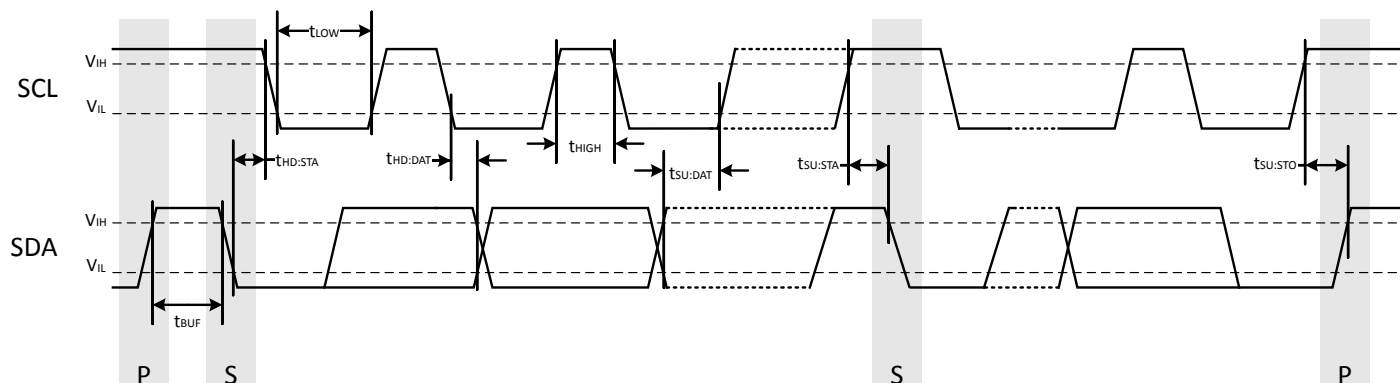 tLOW
VIH
SCL
VIL
tHD:STA
tHD:DAT
tHIGH
tSU:DAT
tSU:STA
tSU:STO
VIH
SDA
VIL
tBUF
P
S
S
P